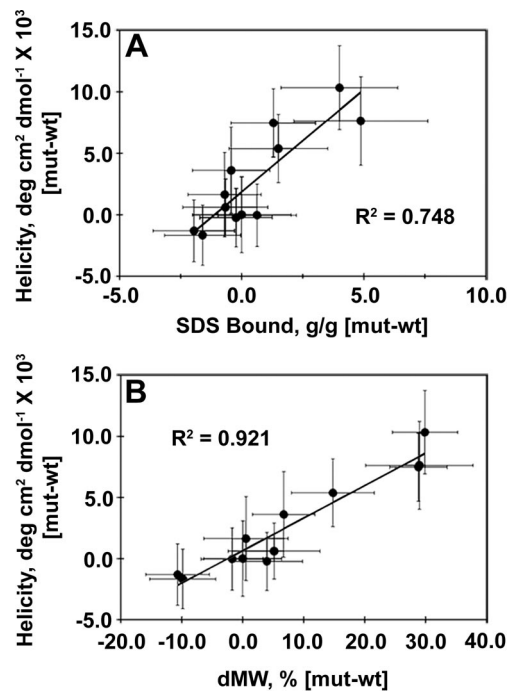 A
15.0
10.0
5.0
0.0
-5.0
Helicity, deg cm² dmol⁻¹ X 10³
[mut-wt]
R² = 0.748
-5.0 0.0 5.0 10.0
SDS Bound, g/g [mut-wt]
B
15.0
10.0
5.0
0.0
-5.0
Helicity, deg cm² dmol⁻¹ X 10³
[mut-wt]
R² = 0.921
-20.0 -10.0 0.0 10.0 20.0 30.0 40.0
dMW, % [mut-wt]